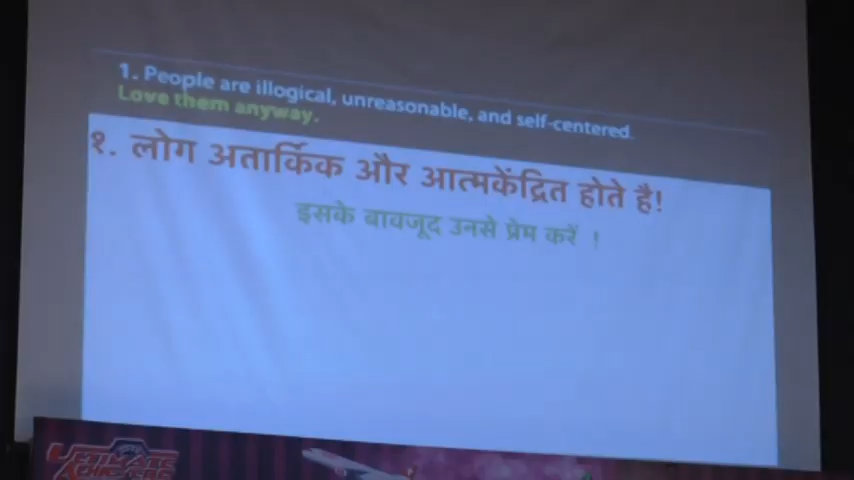 1. People are illogical, unreasonable, and self-centered.
Love them anyway.
१. लोग अतार्किक और आत्मकेंद्रित होते है!
इसके बावजूद उनसे प्रेम करें !